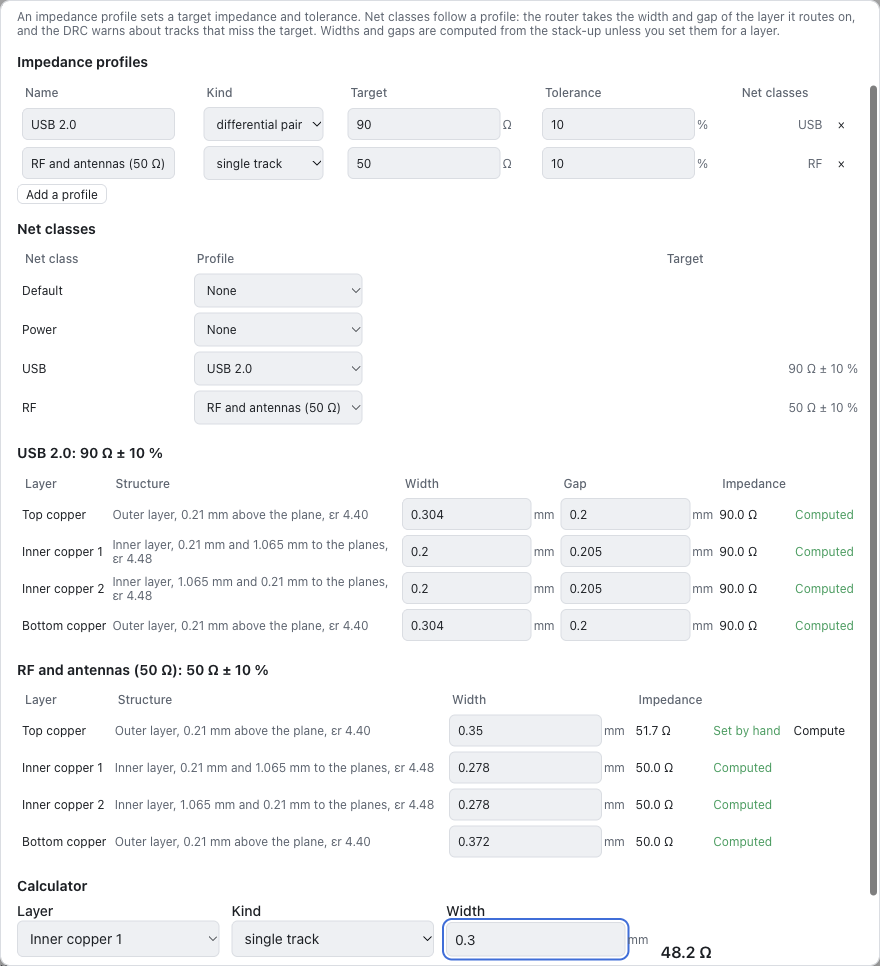 An impedance profile sets a target impedance and tolerance. Net classes follow a profile: the router takes the width and gap of the layer it routes on,
and the DRC warns about tracks that miss the target. Widths and gaps are computed from the stack-up unless you set them for a layer.
Impedance profiles
Name Kind Target Tolerance Net classes
USB 2.0 differential pair 90 Ω 10 % USB ×
RF and antennas (50 Ω) single track 50 Ω 10 % RF ×
Add a profile
Net classes
Net class Profile Target
Default None
Power None
USB USB 2.0 90 Ω ± 10 %
RF RF and antennas (50 Ω) 50 Ω ± 10 %
USB 2.0: 90 Ω ± 10 %
Layer Structure Width Gap Impedance
Top copper Outer layer, 0.21 mm above the plane, εr 4.40 0.304 mm 0.2 mm 90.0 Ω Computed
Inner copper 1 Inner layer, 0.21 mm and 1.065 mm to the planes, 0.2 mm 0.205 mm 90.0 Ω Computed
εr 4.48
Inner copper 2 Inner layer, 1.065 mm and 0.21 mm to the planes, 0.2 mm 0.205 mm 90.0 Ω Computed
εr 4.48
Bottom copper Outer layer, 0.21 mm above the plane, εr 4.40 0.304 mm 0.2 mm 90.0 Ω Computed
RF and antennas (50 Ω): 50 Ω ± 10 %
Layer Structure Width Impedance
Top copper Outer layer, 0.21 mm above the plane, εr 4.40 0.35 mm 51.7 Ω Set by hand Compute
Inner copper 1 Inner layer, 0.21 mm and 1.065 mm to the planes, εr 4.48 0.278 mm 50.0 Ω Computed
Inner copper 2 Inner layer, 1.065 mm and 0.21 mm to the planes, εr 4.48 0.278 mm 50.0 Ω Computed
Bottom copper Outer layer, 0.21 mm above the plane, εr 4.40 0.372 mm 50.0 Ω Computed
Calculator
Layer Kind Width
Inner copper 1 single track 0.3 mm 48.2 Ω